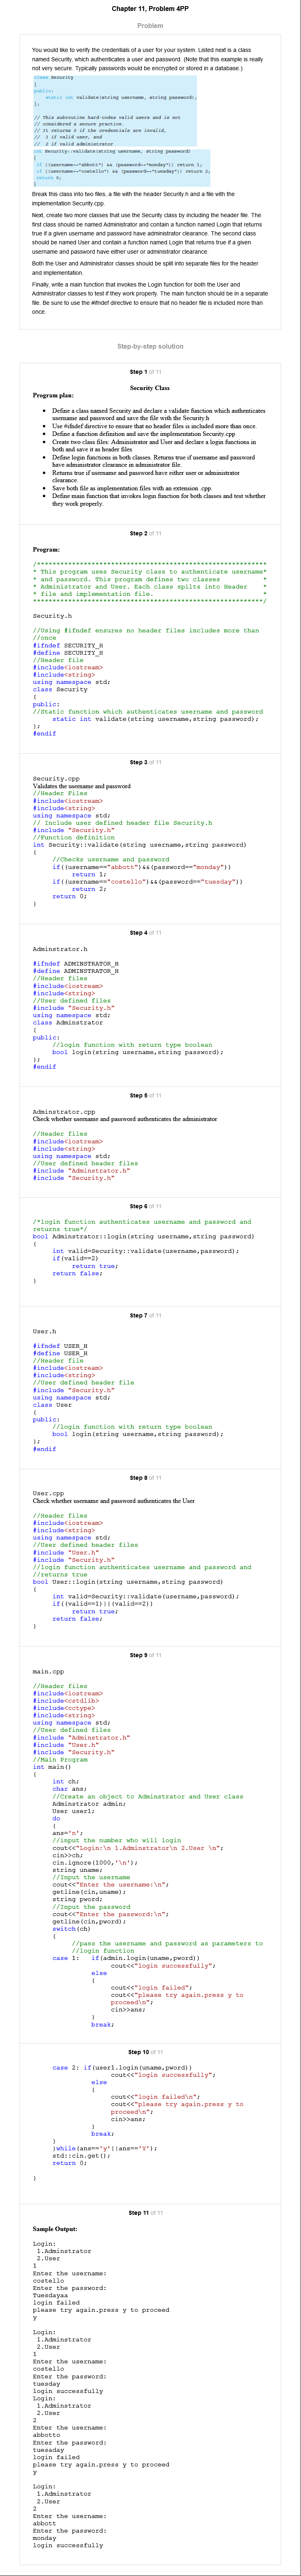 Chapter 11, Problem 4PP
Problem
You would like to verify the credentials of a user for your system. Listed next is a class
named Security, which authenticates a user and password. (Note that this example is really
not very secure. Typically passwords would be encrypted or stored in a database.)
class Security
{
public:
static int validate(string username, string password);
};
// This subroutine hard-codes valid users and is not
// considered a secure practice.
// It returns 0 if the credentials are invalid,
// 1 if valid user, and
// 2 if valid administrator
int Security::validate(string username, string password)
{
if ((username=="abbott") && (password=="monday")) return 1;
if ((username=="costello") && (password=="tuesday")) return 2;
return 0;
}
Break this class into two files, a file with the header Security.h and a file with the
implementation Security.cpp.
Next, create two more classes that use the Security class by including the header file. The
first class should be named Administrator and contain a function named Login that returns
true if a given username and password have administrator clearance. The second class
should be named User and contain a function named Login that returns true if a given
username and password have either user or administrator clearance.
Both the User and Administrator classes should be split into separate files for the header
and implementation.
Finally, write a main function that invokes the Login function for both the User and
Administrator classes to test if they work properly. The main function should be in a separate
file. Be sure to use the #ifndef directive to ensure that no header file is included more than
once.
Step-by-step solution
Step 1 of 11
Security Class
Program plan:
• Define a class named Security and declare a validate function which authenticates
username and password and save the file with the Security.h
• Use #ifndef directive to ensure that no header files is included more than once.
• Define a function definition and save the implementation Security.cpp
• Create two class files: Administrator and User and declare a login functions in
both and save it as header files
• Define login functions in both classes. Returns true if username and password
have administrator clearance in administrator file.
• Returns true if username and password have either user or administrator
clearance.
• Save both file as implementation files with an extension .cpp.
• Define main function that invokes login function for both classes and test whether
they work properly.
Step 2 of 11
Program:
/**********************************************************
* This program uses Security class to authenticate username*
* and password. This program defines two classes *
* Administrator and User. Each class spilts into Header *
* file and implementation file. *
**********************************************************/
Security.h
//Using #ifndef ensures no header files includes more than
//once
#ifndef SECURITY_H
#define SECURITY_H
//Header file
#include<iostream>
#include<string>
using namespace std;
class Security
{
public:
//Static function which authenticates username and password
static int validate(string username,string password);
};
#endif
Step 3 of 11
Security.cpp
Validates the username and password
//Header Files
#include<iostream>
#include<string>
using namespace std;
// Include user defined header file Security.h
#include "Security.h"
//Function definition
int Security::validate(string username,string password)
{
//Checks username and password
if((username=="abbott")&&(password=="monday"))
return 1;
if((username=="costello")&&(password=="tuesday"))
return 2;
return 0;
}
Step 4 of 11
Adminstrator.h
#ifndef ADMINSTRATOR_H
#define ADMINSTRATOR_H
//Header files
#include<iostream>
#include<string>
//User defined files
#include "Security.h"
using namespace std;
class Adminstrator
{
public:
//login function with return type boolean
bool login(string username,string password);
};
#endif
Step 5 of 11
Adminstrator.cpp
Check whether username and password authenticates the administrator
//Header files
#include<iostream>
#include<string>
using namespace std;
//User defined header files
#include "Adminstrator.h"
#include "Security.h"
Step 6 of 11
/*login function authenticates username and password and
returns true*/
bool Adminstrator::login(string username,string password)
{
int valid=Security::validate(username,password);
if(valid==2)
return true;
return false;
}
Step 7 of 11
User.h
#ifndef USER_H
#define USER_H
//Header file
#include<iostream>
#include<string>
//User defined header file
#include "Security.h"
using namespace std;
class User
{
public:
//login function with return type boolean
bool login(string username,string password);
};
#endif
Step 8 of 11
User.cpp
Check whether username and password authenticates the User
//Header files
#include<iostream>
#include<string>
using namespace std;
//User defined header files
#include "User.h"
#include "Security.h"
//login function authenticates username and password and
//returns true
bool User::login(string username,string password)
{
int valid=Security::validate(username,password);
if((valid==1)||(valid==2))
return true;
return false;
}
Step 9 of 11
main.cpp
//Header files
#include<iostream>
#include<cstdlib>
#include<cctype>
#include<string>
using namespace std;
//User defined files
#include "Adminstrator.h"
#include "User.h"
#include "Security.h"
//Main Program
int main()
{
int ch;
char ans;
//Create an object to Adminstrator and User class
Adminstrator admin;
User user1;
do
{
ans='n';
//input the number who will login
cout<<"Login:\n 1.Adminstrator\n 2.User \n";
cin>>ch;
cin.ignore(1000,'\n');
string uname;
//Input the username
cout<<"Enter the username:\n";
getline(cin,uname);
string pword;
//Input the password
cout<<"Enter the password:\n";
getline(cin,pword);
switch(ch)
{
//pass the username and password as parameters to
//login function
case 1: if(admin.login(uname,pword))
cout<<"login successfully";
else
{
cout<<"login failed";
cout<<"please try again.press y to
proceed\n";
cin>>ans;
}
break;
Step 10 of 11
case 2: if(user1.login(uname,pword))
cout<<"login successfully";
else
{
cout<<"login failed\n";
cout<<"please try again.press y to
proceed\n";
cin>>ans;
}
break;
}
}while(ans=='y'||ans=='Y');
std::cin.get();
return 0;
}
Step 11 of 11
Sample Output:
Login:
1.Adminstrator
2.User
1
Enter the username:
costello
Enter the password:
Tuesdayaa
login failed
please try again.press y to proceed
y
Login:
1.Adminstrator
2.User
1
Enter the username:
costello
Enter the password:
tuesday
login successfully
Login:
1.Adminstrator
2.User
2
Enter the username:
abbotto
Enter the password:
tuessaday
login failed
please try again.press y to proceed
y
Login:
1.Adminstrator
2.User
2
Enter the username:
abbott
Enter the password:
monday
login successfully